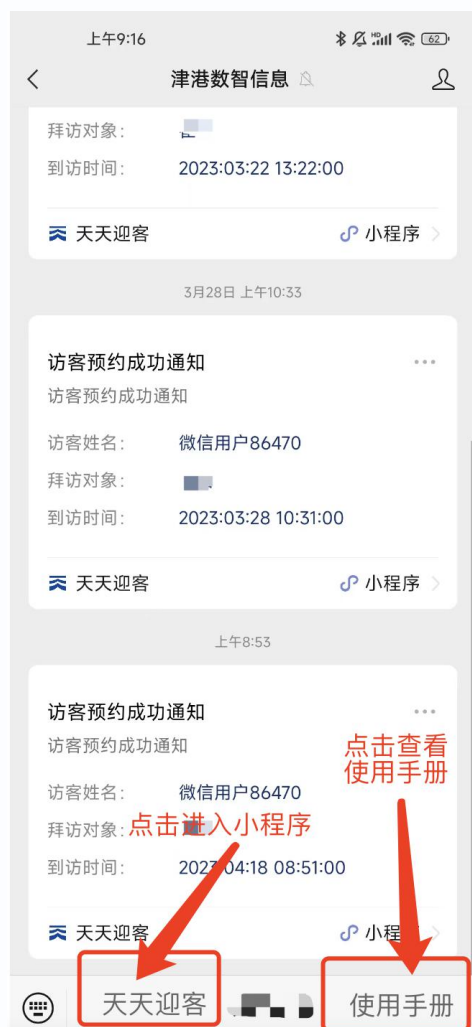 上午9:16
HD
62
津港数智信息
拜访对象:
到访时间: 2023:03:22 13:22:00
天天迎客 小程序
3月28日 上午10:33
访客预约成功通知
访客预约成功通知
访客姓名: 微信用户86470
拜访对象:
到访时间: 2023:03:28 10:31:00
天天迎客 小程序
上午8:53
访客预约成功通知
访客预约成功通知
点击查看
使用手册
访客姓名: 微信用户86470
拜访对象:
点击进入小程序
到访时间: 2023:04:18 08:51:00
天天迎客 小程
天天迎客 使用手册